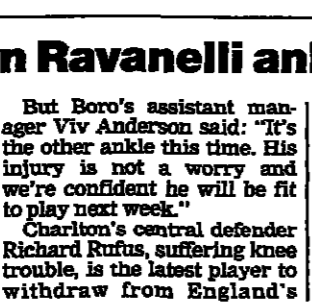 n Ravanelli an
But Boro's assistant man-
ager Viv Anderson said: "It's
the other ankle this time. His
injury is not a worry and
we're confident he will be fit
to play next week."
Charlton's central defender
Richard Rufus, suffering knee
trouble, is the latest player to
withdraw from England's